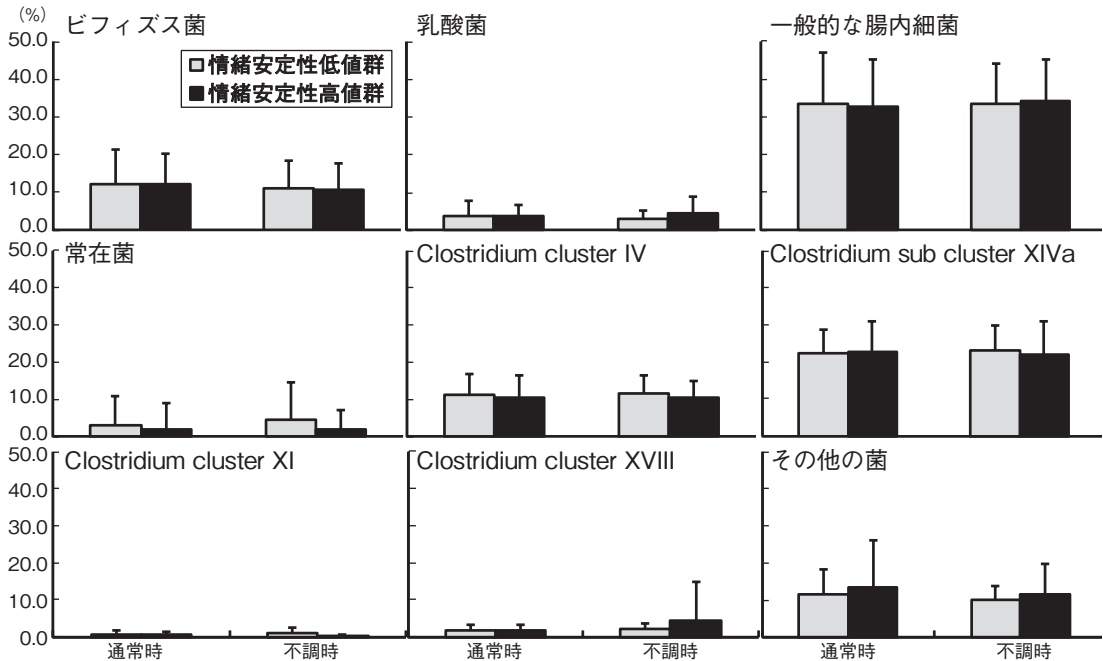 (%)
ビフィズス菌
乳酸菌
一般的な腸内細菌
50.0
40.0
30.0
20.0
10.0
0.0
情緒安定性低値群
情緒安定性高値群
常在菌
Clostridium cluster IV
Clostridium sub cluster XIVa
50.0
40.0
30.0
20.0
10.0
0.0
Clostridium cluster XI
Clostridium cluster XVIII
その他の菌
50.0
40.0
30.0
20.0
10.0
0.0
通常時
不調時
通常時
不調時
通常時
不調時